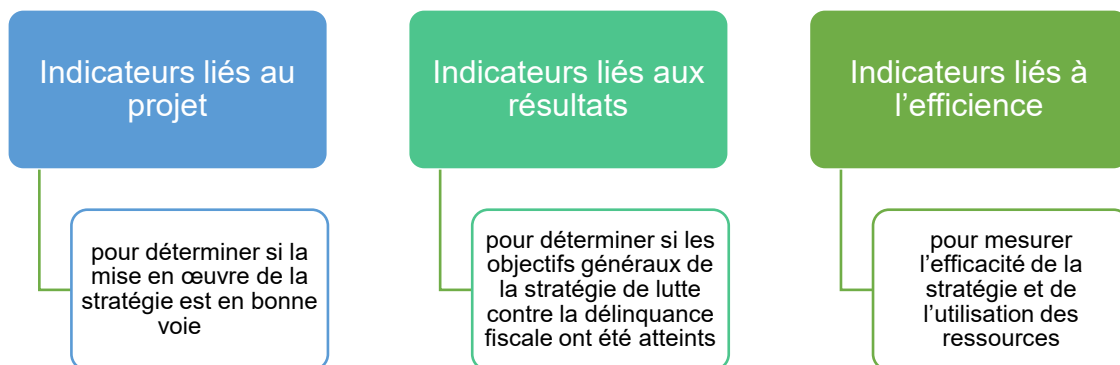 Indicateurs liés au
projet
pour déterminer si la
mise en œuvre de la
stratégie est en bonne
voie
Indicateurs liés aux
résultats
pour déterminer si les
objectifs généraux de
la stratégie de lutte
contre la délinquance
fiscale ont été atteints
Indicateurs liés à
l’efficience
pour mesurer
l’efficacité de la
stratégie et de
l’utilisation des
ressources